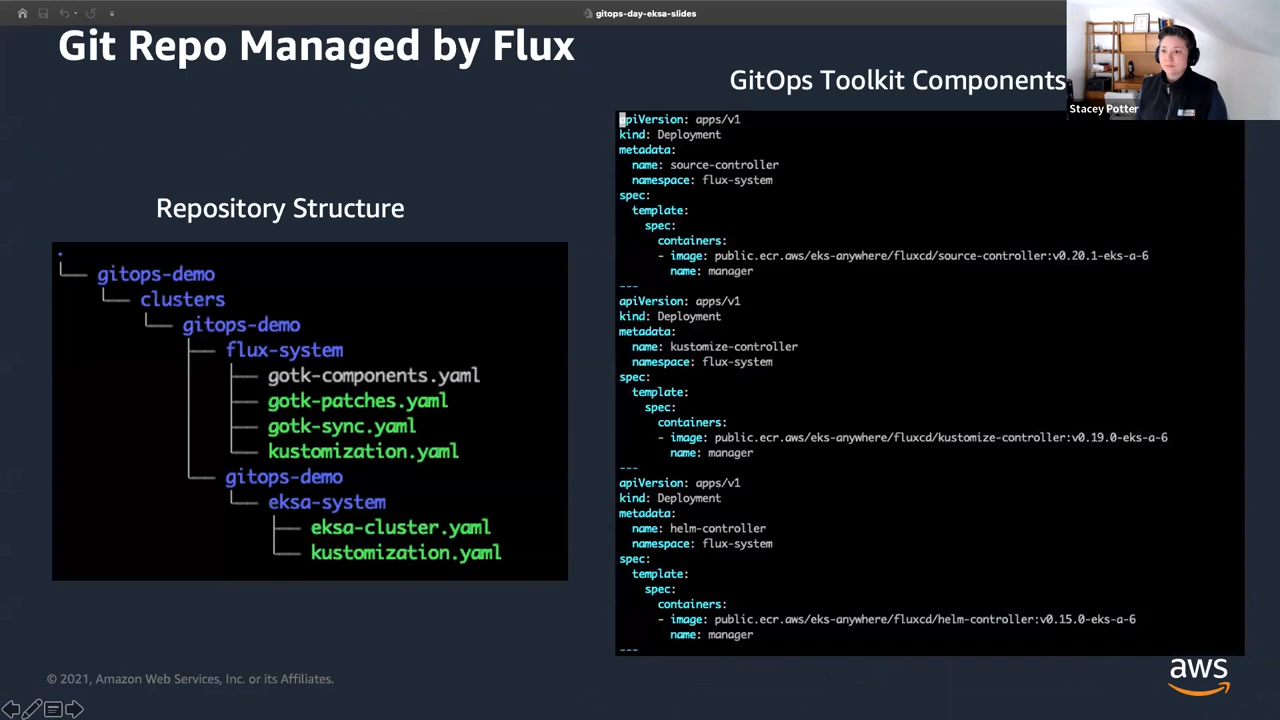 gitops-day-eksa-slides
Git Repo Managed by Flux
GitOps Toolkit Components
Stacey Potter
Repository Structure
.
gitops-demo
clusters
gitops-demo
flux-system
gotk-components.yaml
gotk-patches.yaml
gotk-sync.yaml
kustomization.yaml
gitops-demo
eksa-system
eksa-cluster.yaml
kustomization.yaml
apiVersion: apps/v1
kind: Deployment
metadata:
name: source-controller
namespace: flux-system
spec:
template:
spec:
containers:
- image: public.ecr.aws/eks-anywhere/fluxcd/source-controller:v0.20.1-eks-a-6
name: manager
---
apiVersion: apps/v1
kind: Deployment
metadata:
name: kustomize-controller
namespace: flux-system
spec:
template:
spec:
containers:
- image: public.ecr.aws/eks-anywhere/fluxcd/kustomize-controller:v0.19.0-eks-a-6
name: manager
---
apiVersion: apps/v1
kind: Deployment
metadata:
name: helm-controller
namespace: flux-system
spec:
template:
spec:
containers:
- image: public.ecr.aws/eks-anywhere/fluxcd/helm-controller:v0.15.0-eks-a-6
name: manager
---
© 2021, Amazon Web Services, Inc. or its Affiliates.
aws